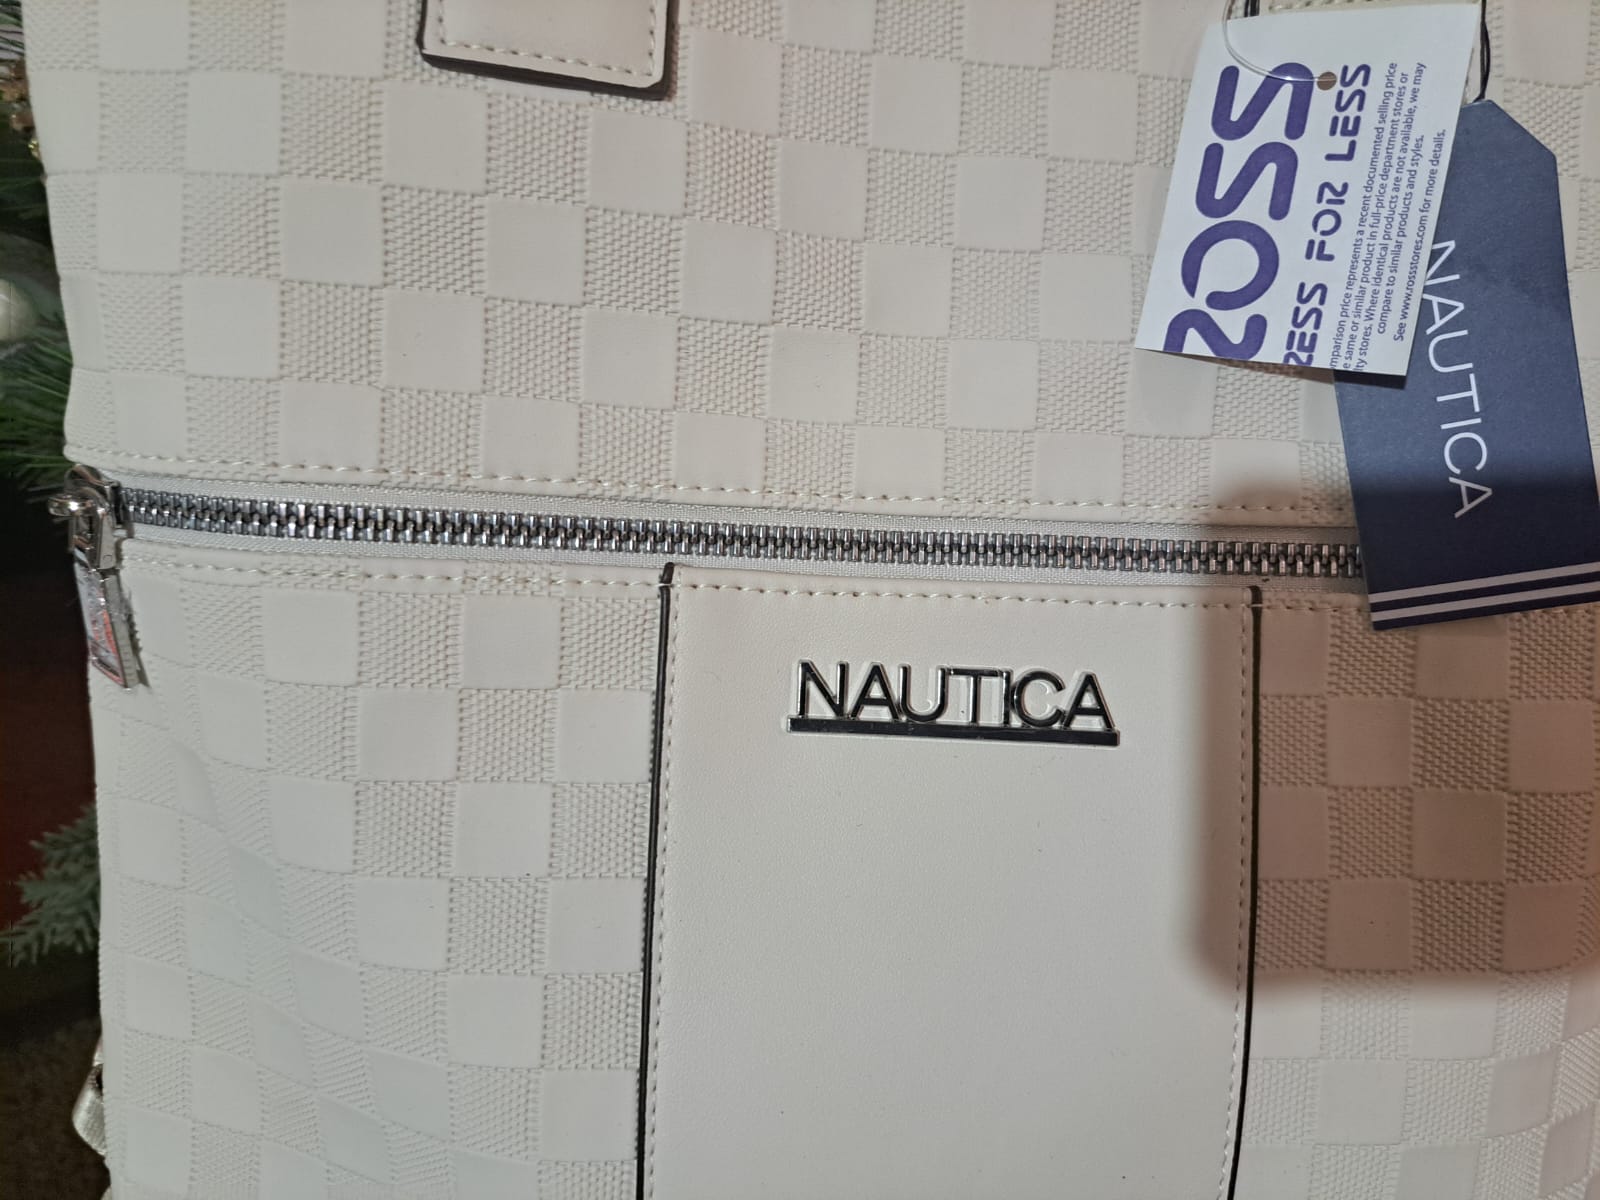 ROSS
RESS FOR LESS
mparison price represents a recent documented selling price
e same or similar product in full-price department stores or
lty stores. Where identical products are not available, we may
compare to similar products and styles.
See www.rossstores.com for more details.
NAUTICA
NAUTICA